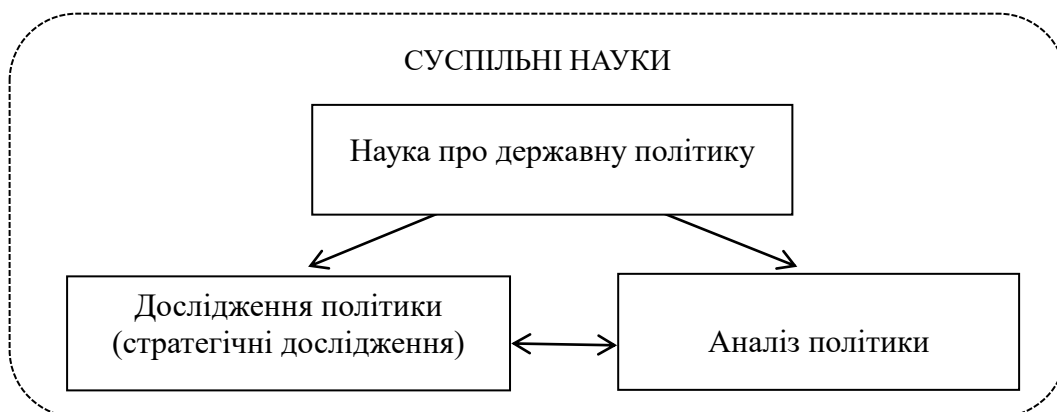 СУСПІЛЬНІ НАУКИ
Наука про державну політику
Дослідження політики
(стратегічні дослідження)
Аналіз політики